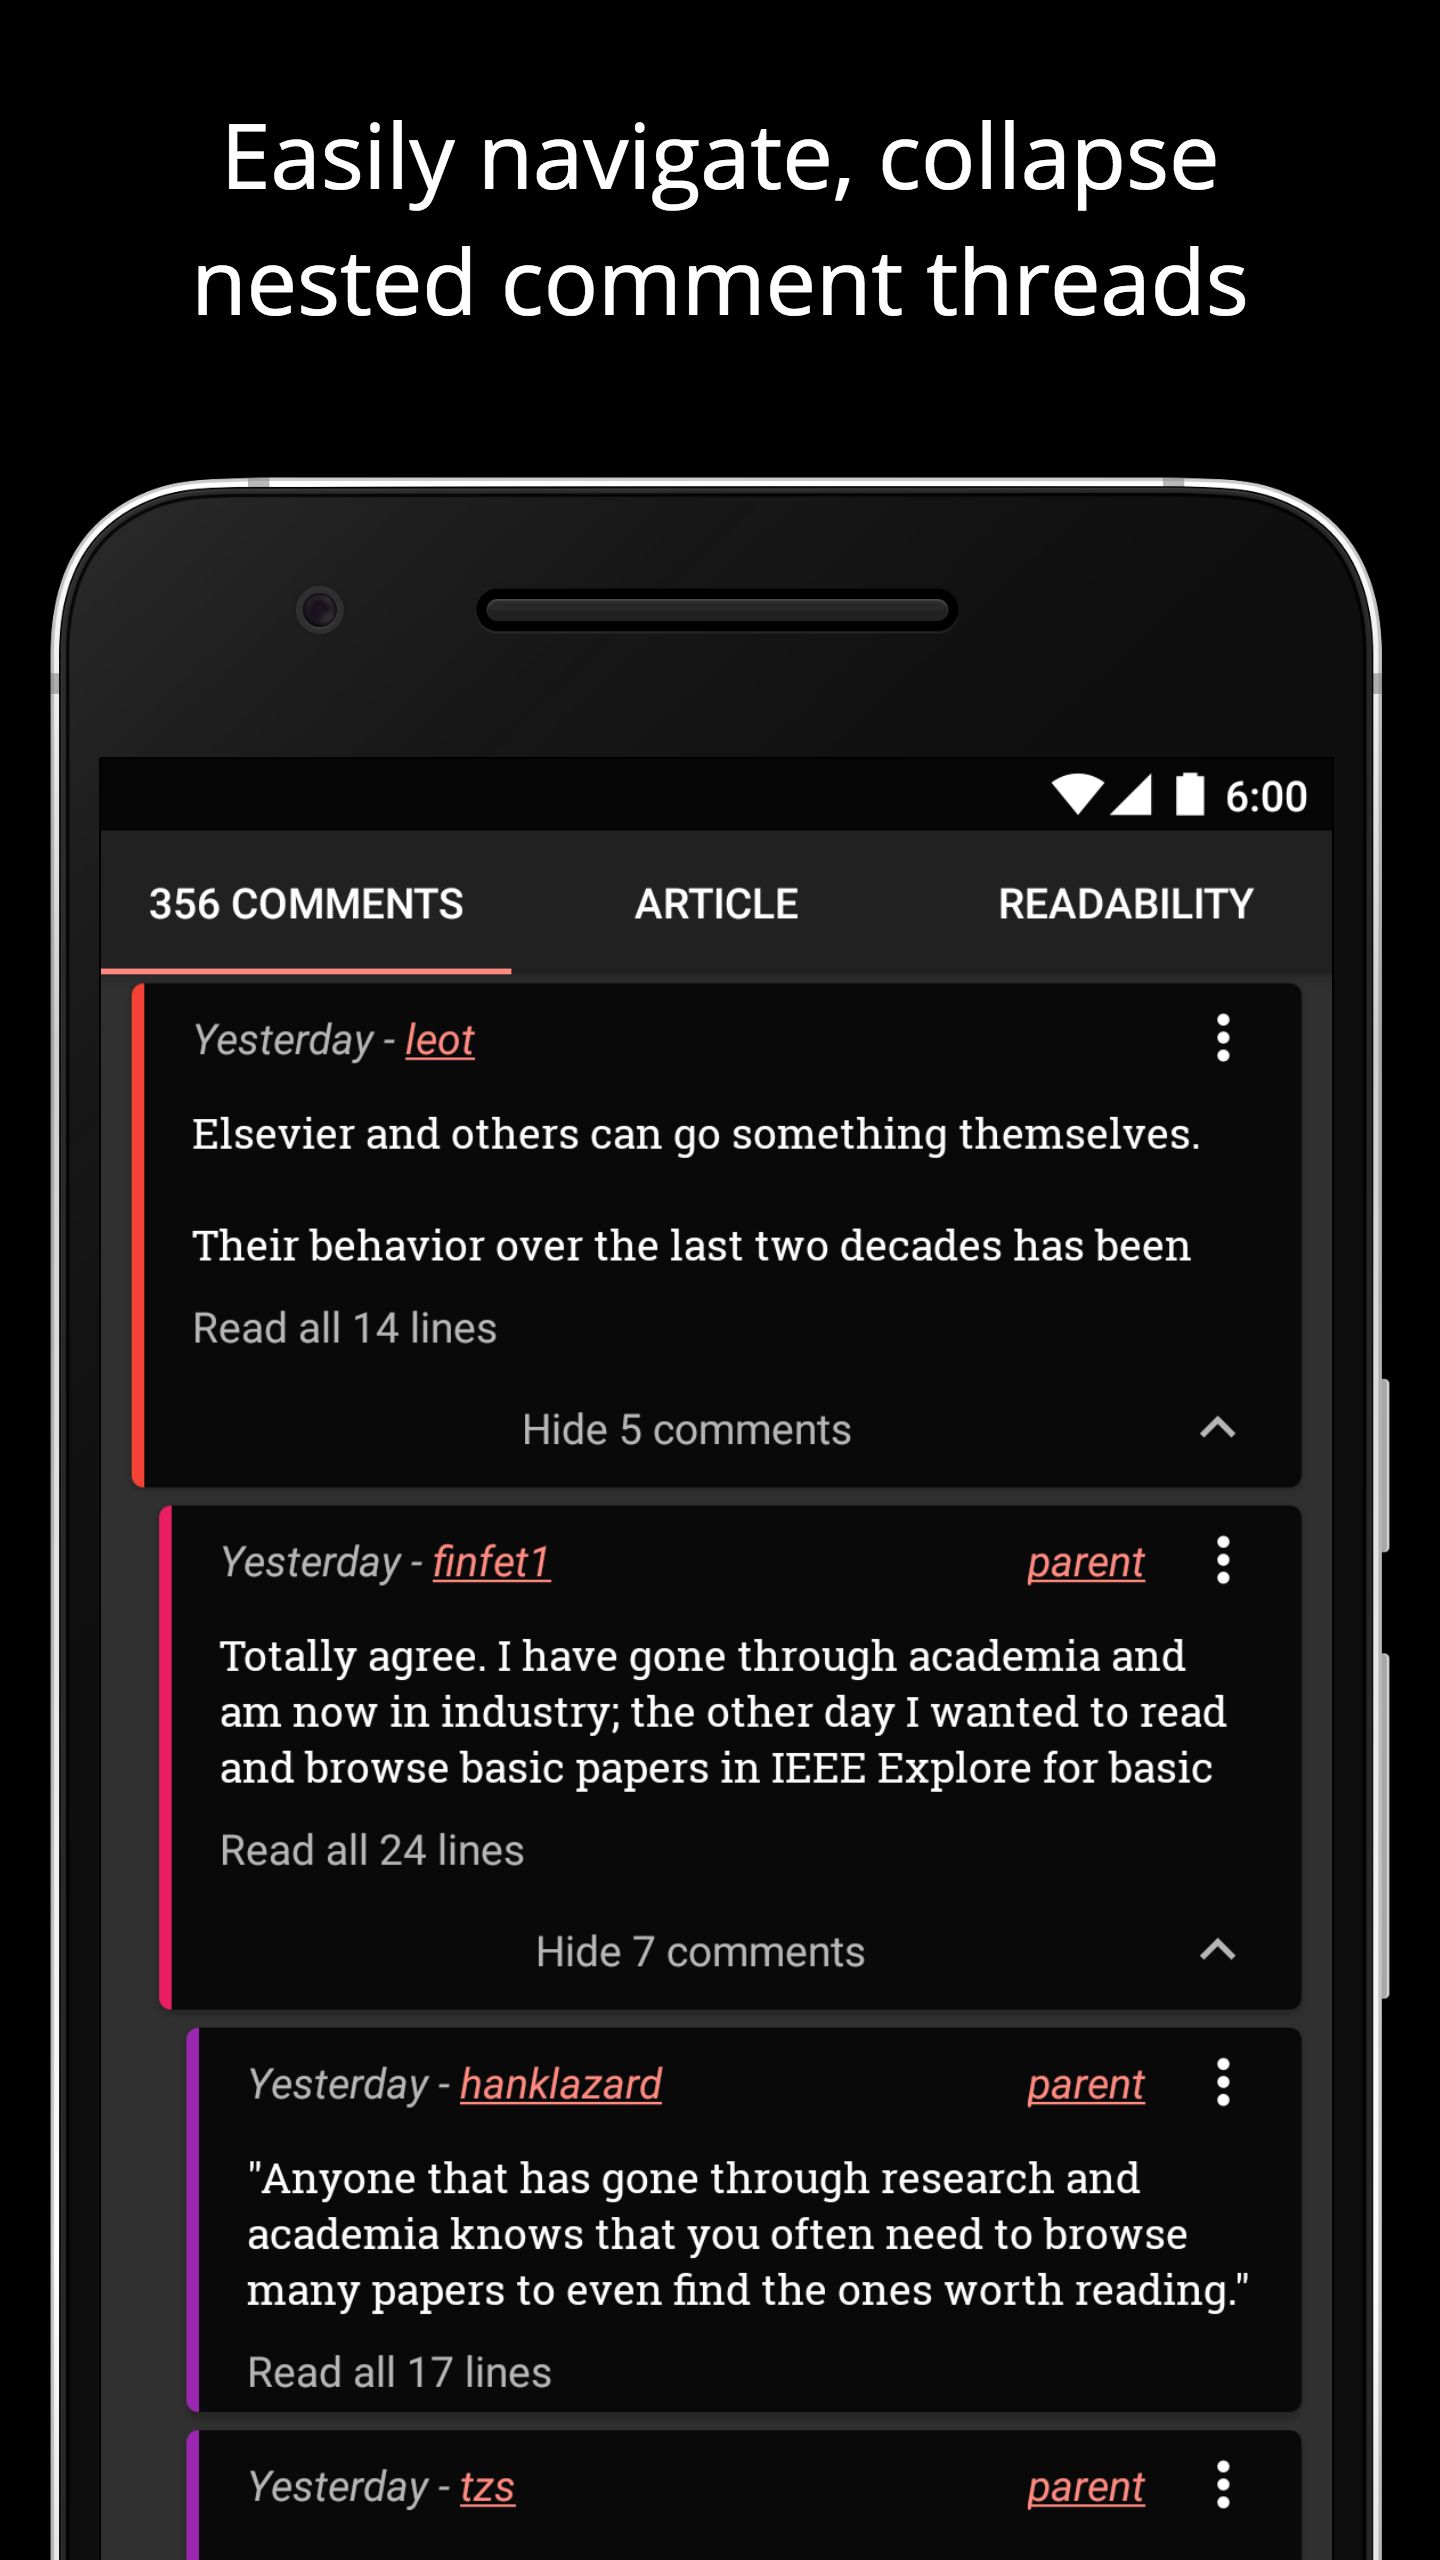 Easily navigate, collapse
nested comment threads
6:00
356 COMMENTS ARTICLE READABILITY
Yesterday - leot
Elsevier and others can go something themselves.
Their behavior over the last two decades has been
Read all 14 lines
Hide 5 comments
Yesterday - finfet1 parent
Totally agree. I have gone through academia and
am now in industry; the other day I wanted to read
and browse basic papers in IEEE Explore for basic
Read all 24 lines
Hide 7 comments
Yesterday - hanklazard parent
"Anyone that has gone through research and
academia knows that you often need to browse
many papers to even find the ones worth reading."
Read all 17 lines
Yesterday - tzs parent